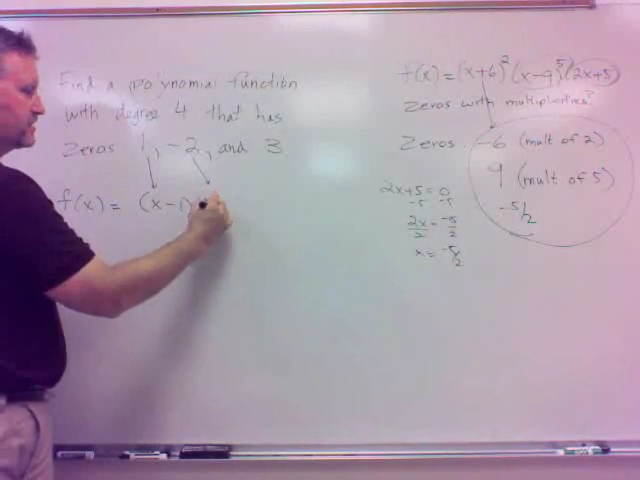 Find a polynomial function
with degree 4 that has
zeros 1, -2, and 3
f(x) = (x-1)
f(x) = (x+6)² (x-9)⁵ (2x+5)
zeros with multiplicities?
zeros: -6 (mult of 2)
9 (mult of 5)
-5/2
2x+5=0
-5 -5
2x/2 = -5/2
x = -5/2